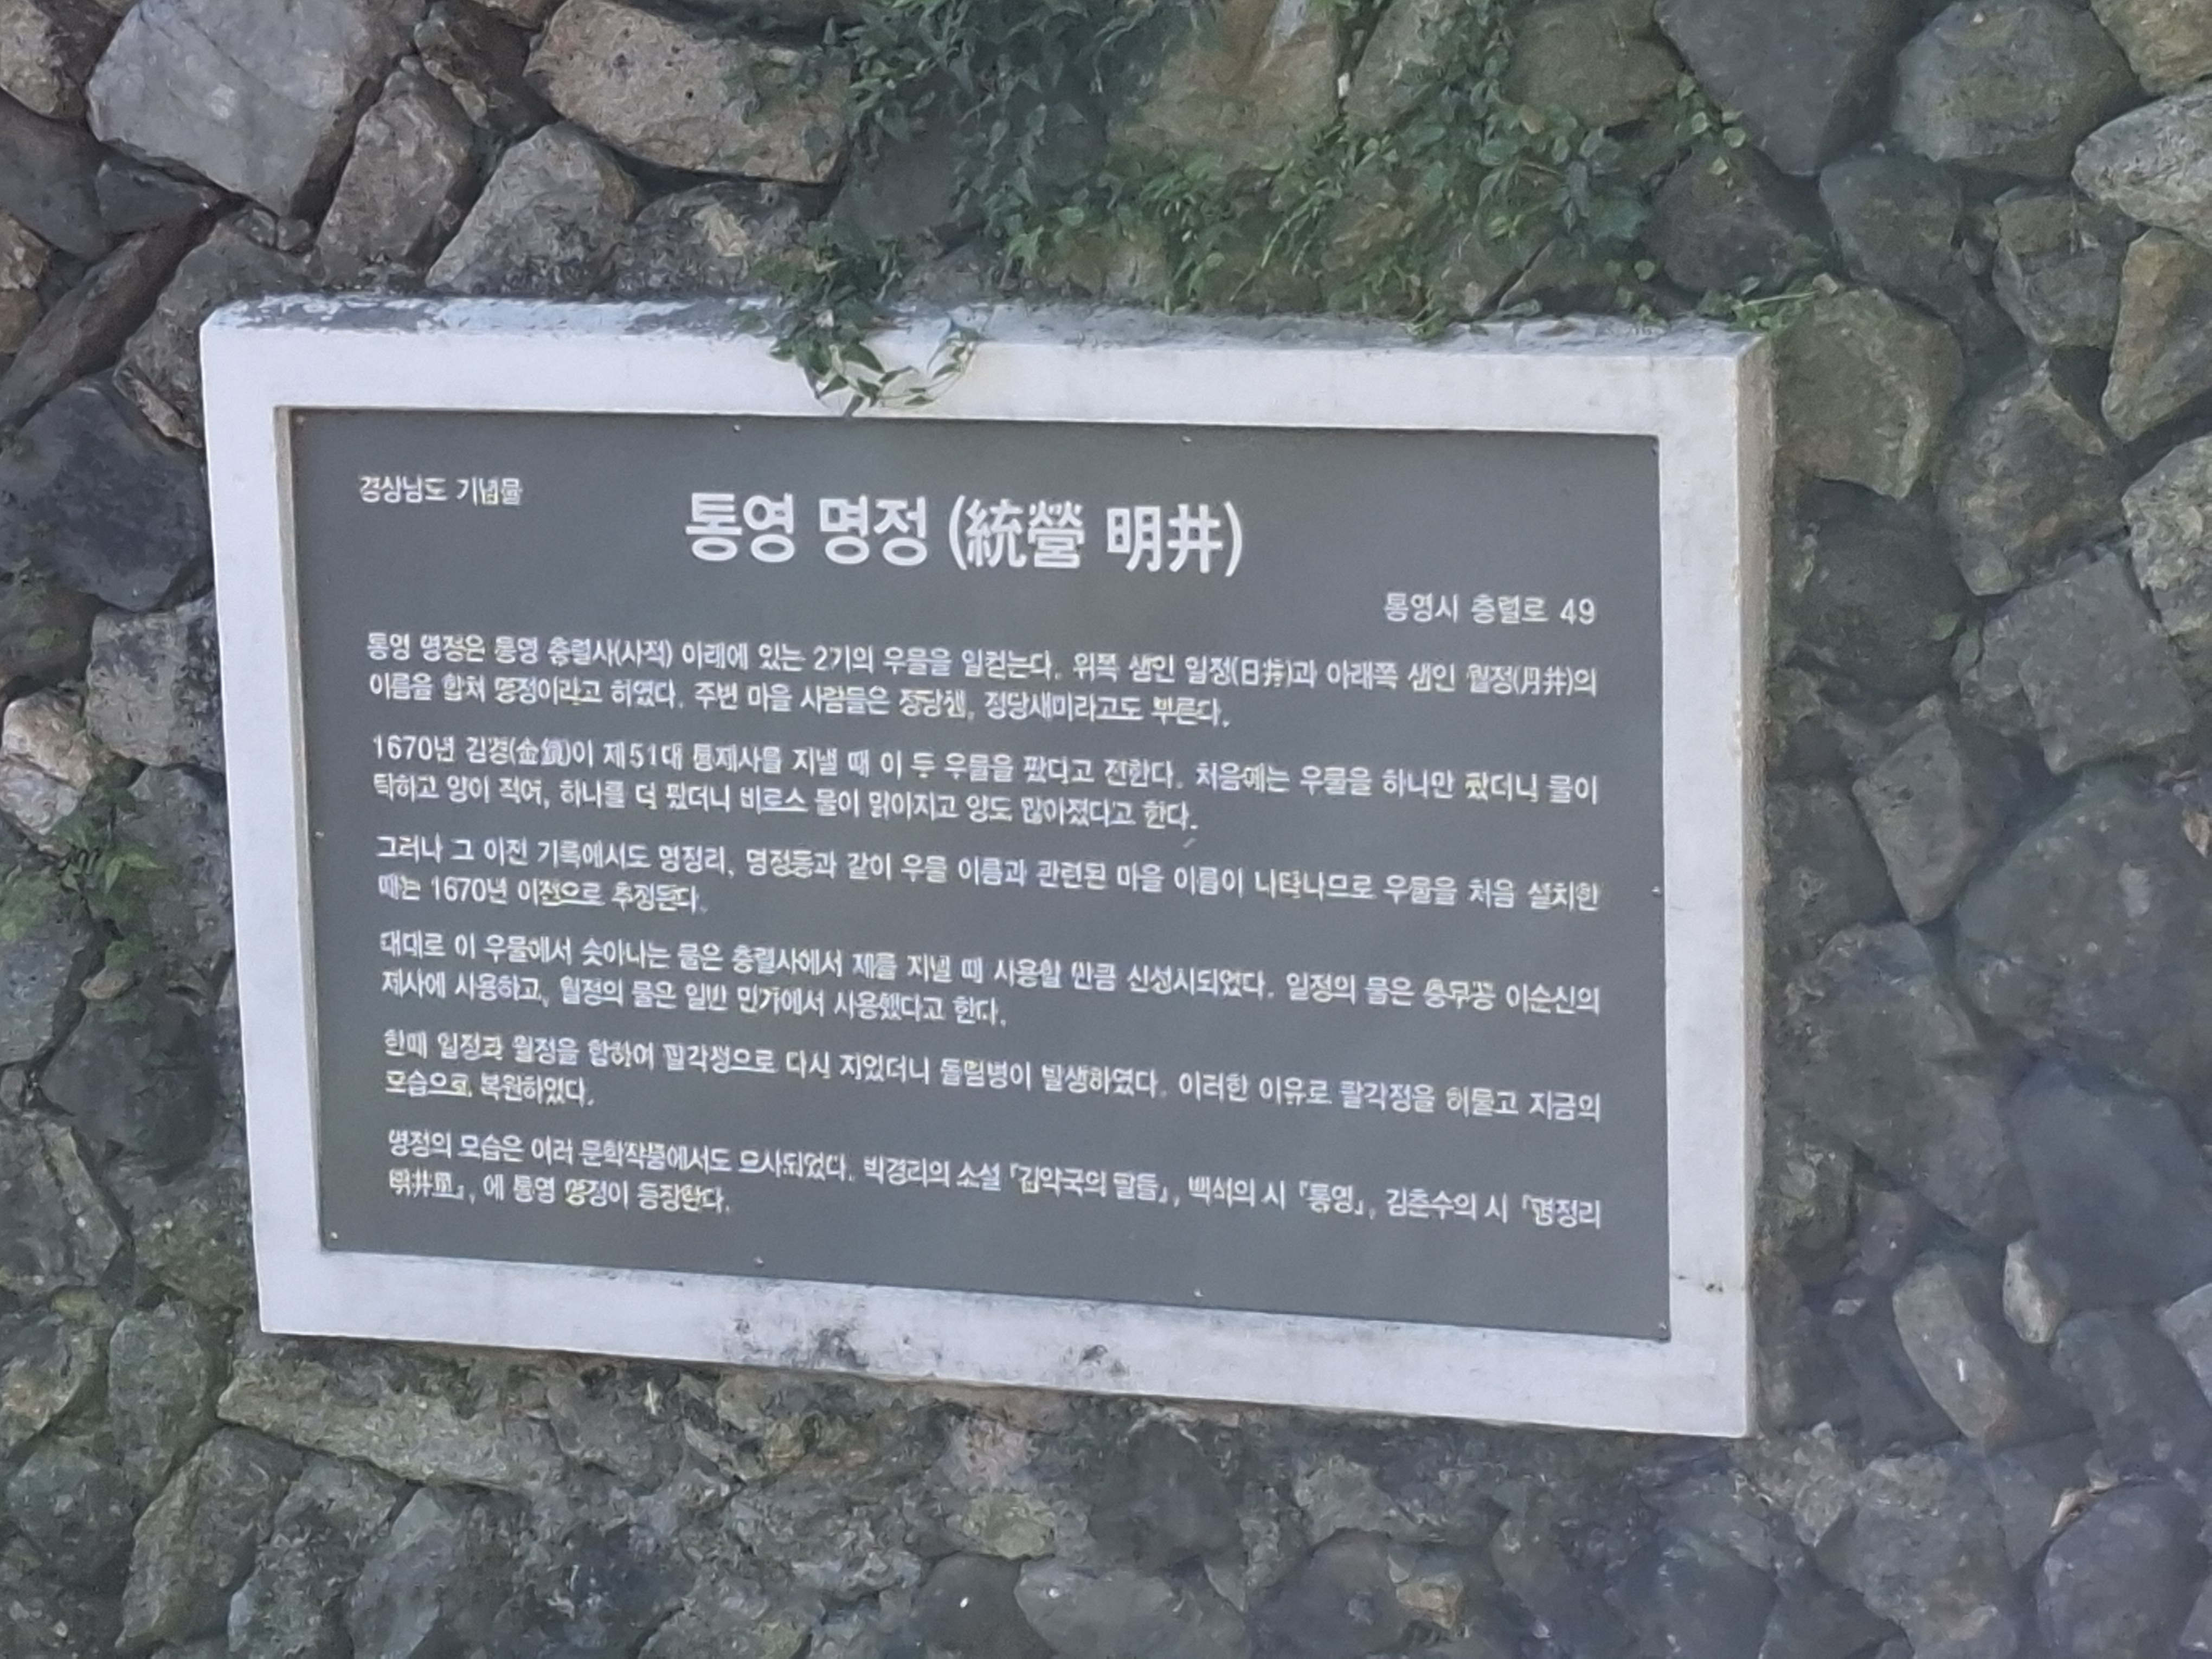 경상남도 기념물
통영 명정 (統營 明井)
통영시 충렬로 49
통영 명정은 통영 충렬사(사적) 아래에 있는 2기의 우물을 일컫는다. 위쪽 샘인 일정(日井)과 아래쪽 샘인 월정(月井)의
이름을 합쳐 명정이라고 하였다. 주변 마을 사람들은 정당샘, 정당새미라고도 부른다.
1670년 김경(金鏡)이 제51대 통제사를 지낼 때 이 두 우물을 팠다고 전한다. 처음에는 우물을 하나만 팠더니 물이
탁하고 양이 적어, 하나를 더 팠더니 비로소 물이 맑아지고 양도 많아졌다고 한다.
그러나 그 이전 기록에서도 명정리, 명정동과 같이 우물 이름과 관련된 마을 이름이 나타나므로 우물을 처음 설치한
때는 1670년 이전으로 추정된다.
대대로 이 우물에서 솟아나는 물은 충렬사에서 제를 지낼 때 사용할 만큼 신성시되었다. 일정의 물은 충무공 이순신의
제사에 사용하고, 월정의 물은 일반 민가에서 사용했다고 한다.
한때 일정과 월정을 합하여 팔각정으로 다시 지었더니 돌림병이 발생하였다. 이러한 이유로 팔각정을 허물고 지금의
모습으로 복원하였다.
명정의 모습은 여러 문학작품에서도 묘사되었다. 박경리의 소설 「김약국의 딸들」, 백석의 시 「통영」, 김춘수의 시 「명정리
明井里」, 에 통영 명정이 등장한다.